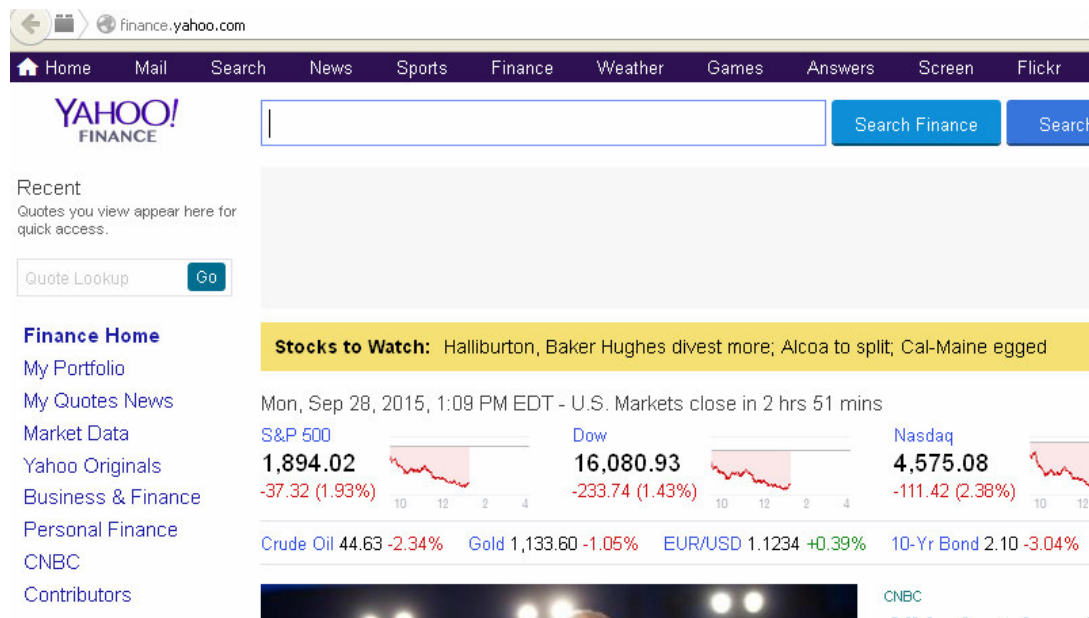 finance.yahoo.com
Home Mail Search News Sports Finance Weather Games Answers Screen Flickr
YAHOO!
FINANCE
Search Finance
Search
Recent
Quotes you view appear here for
quick access.
Quote Lookup Go
Finance Home
My Portfolio
My Quotes News
Market Data
Yahoo Originals
Business & Finance
Personal Finance
CNBC
Contributors
Stocks to Watch: Halliburton, Baker Hughes divest more; Alcoa to split; Cal-Maine egged
Mon, Sep 28, 2015, 1:09 PM EDT - U.S. Markets close in 2 hrs 51 mins
S&P 500
1,894.02
-37.32 (1.93%)
10 12 2 4
Dow
16,080.93
-233.74 (1.43%)
10 12 2 4
Nasdaq
4,575.08
-111.42 (2.38%)
10 12
Crude Oil 44.63 -2.34% Gold 1,133.60 -1.05% EUR/USD 1.1234 +0.39% 10-Yr Bond 2.10 -3.04%
CNBC